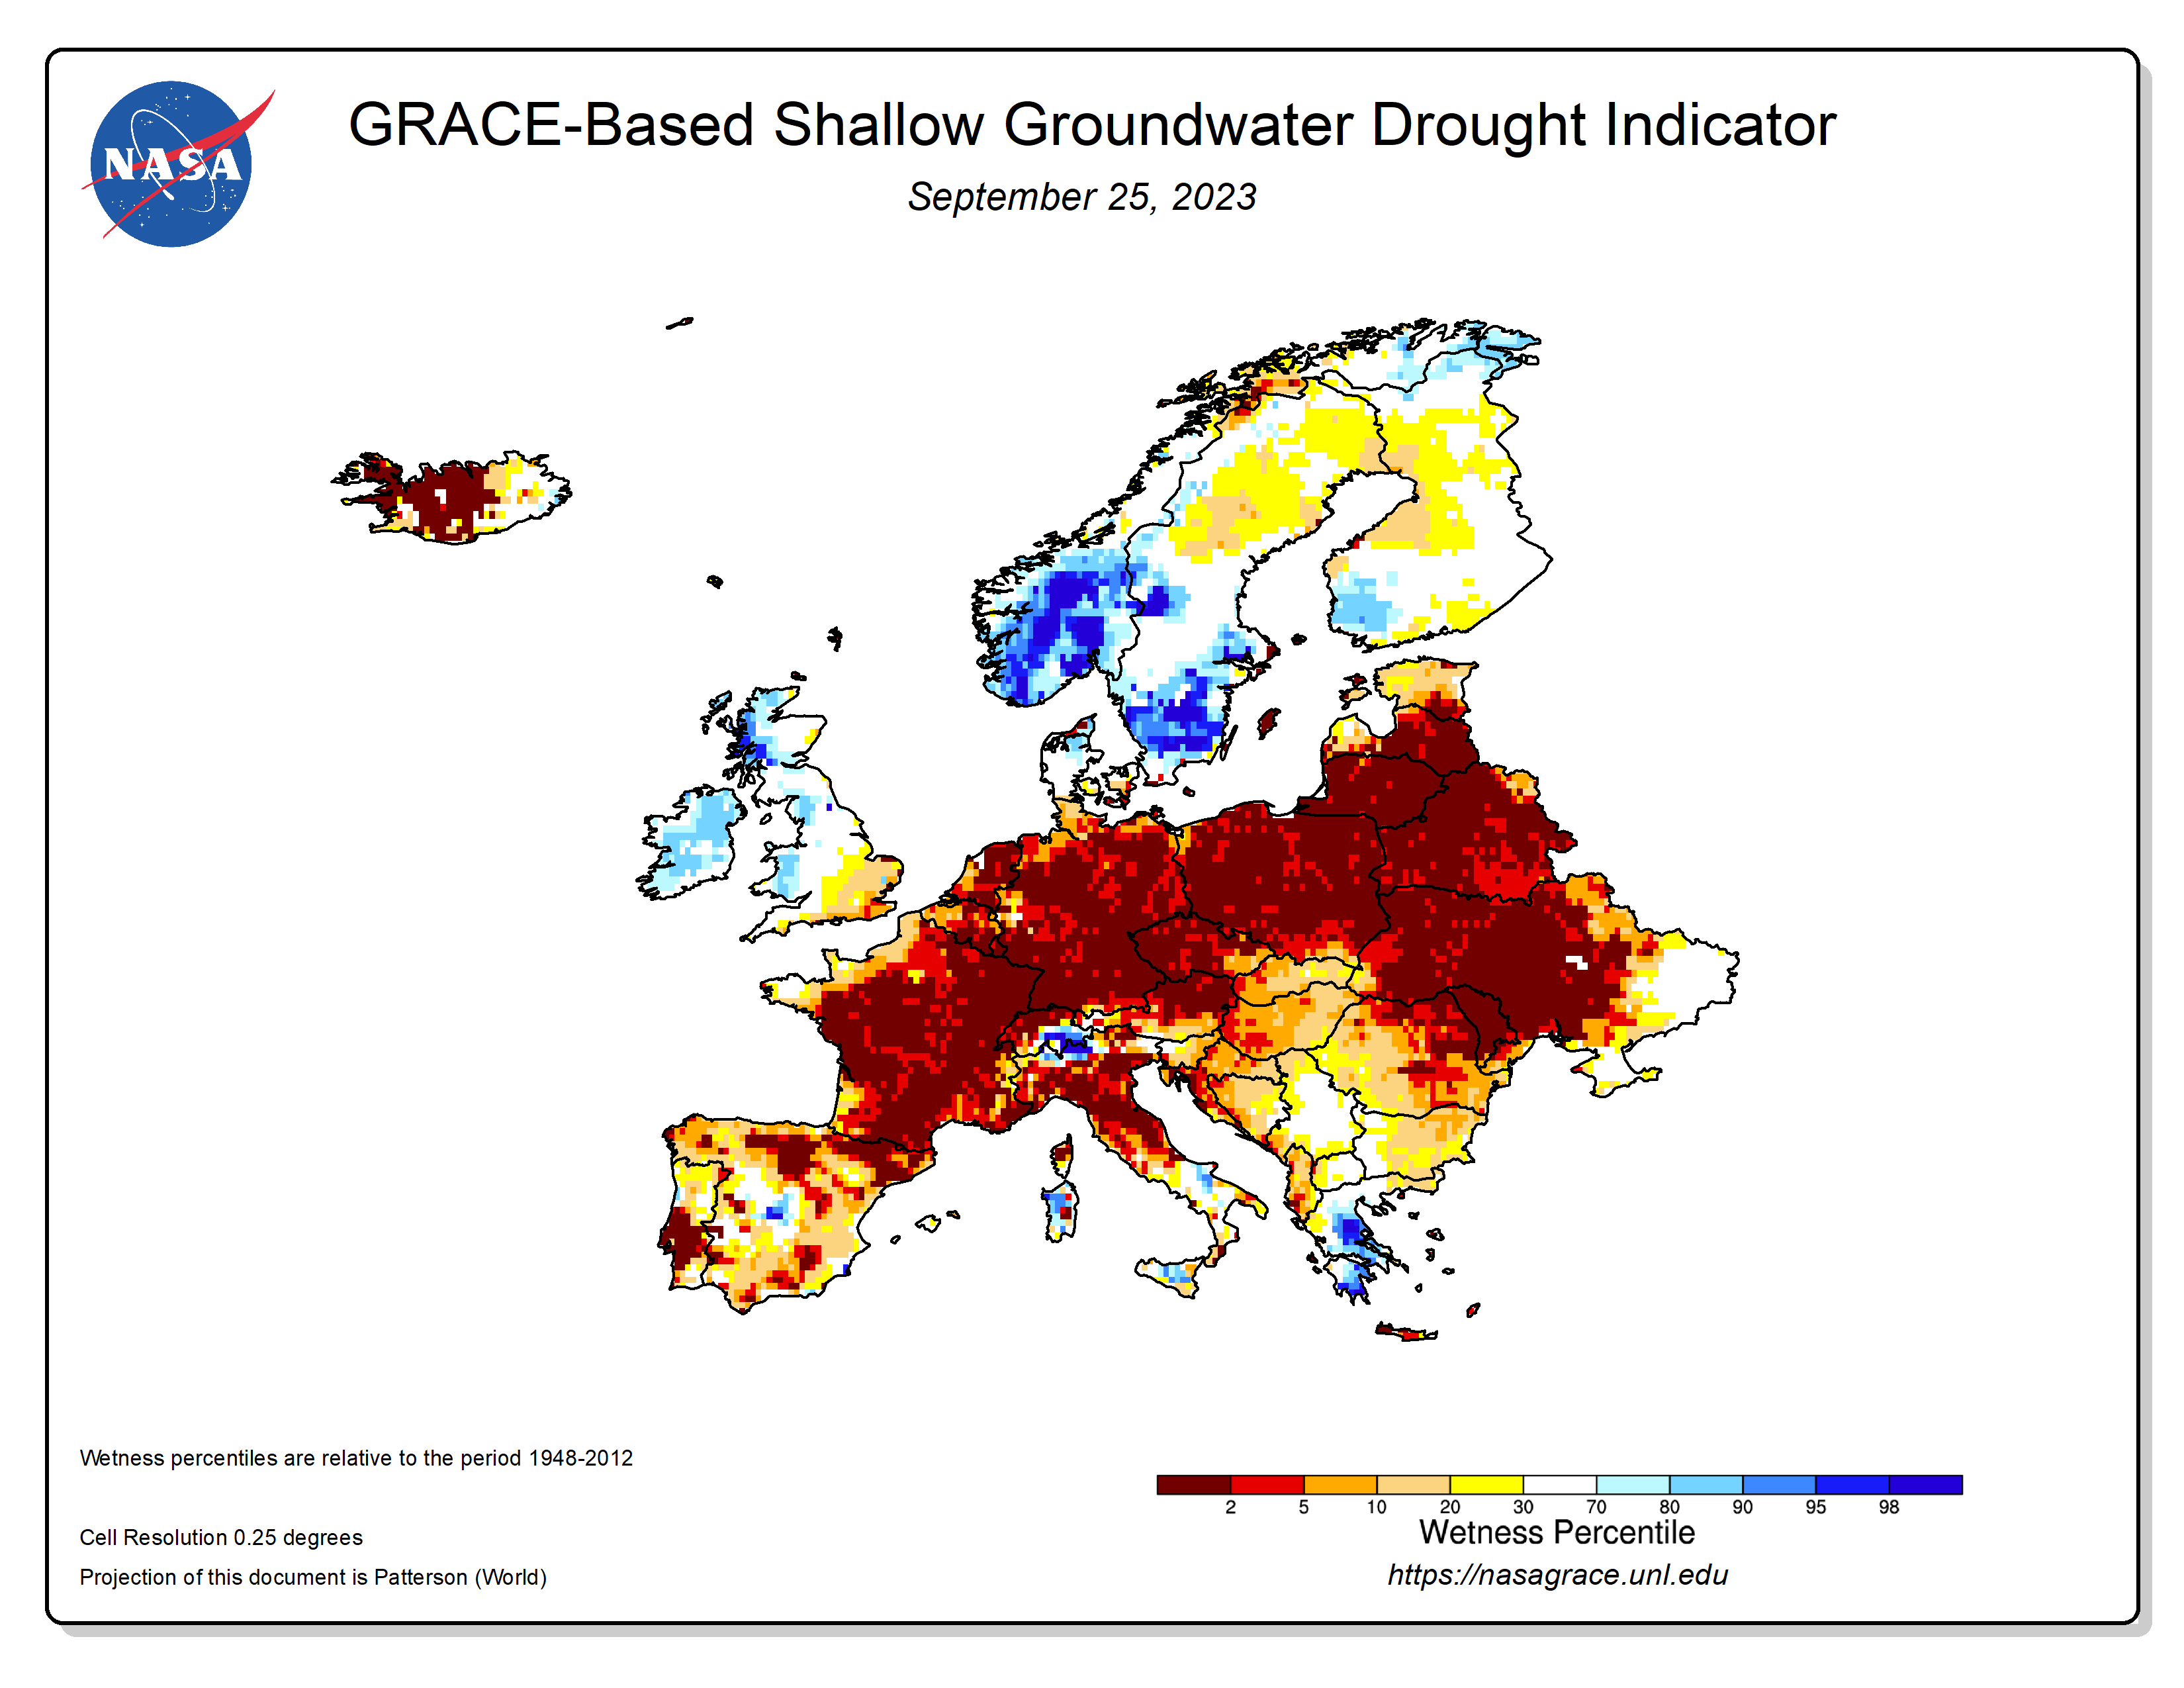 NASA
GRACE-Based Shallow Groundwater Drought Indicator
September 25, 2023
Wetness percentiles are relative to the period 1948-2012
Cell Resolution 0.25 degrees
Projection of this document is Patterson (World)
2 5 10 20 30 70 80 90 95 98
Wetness Percentile
https://nasagrace.unl.edu